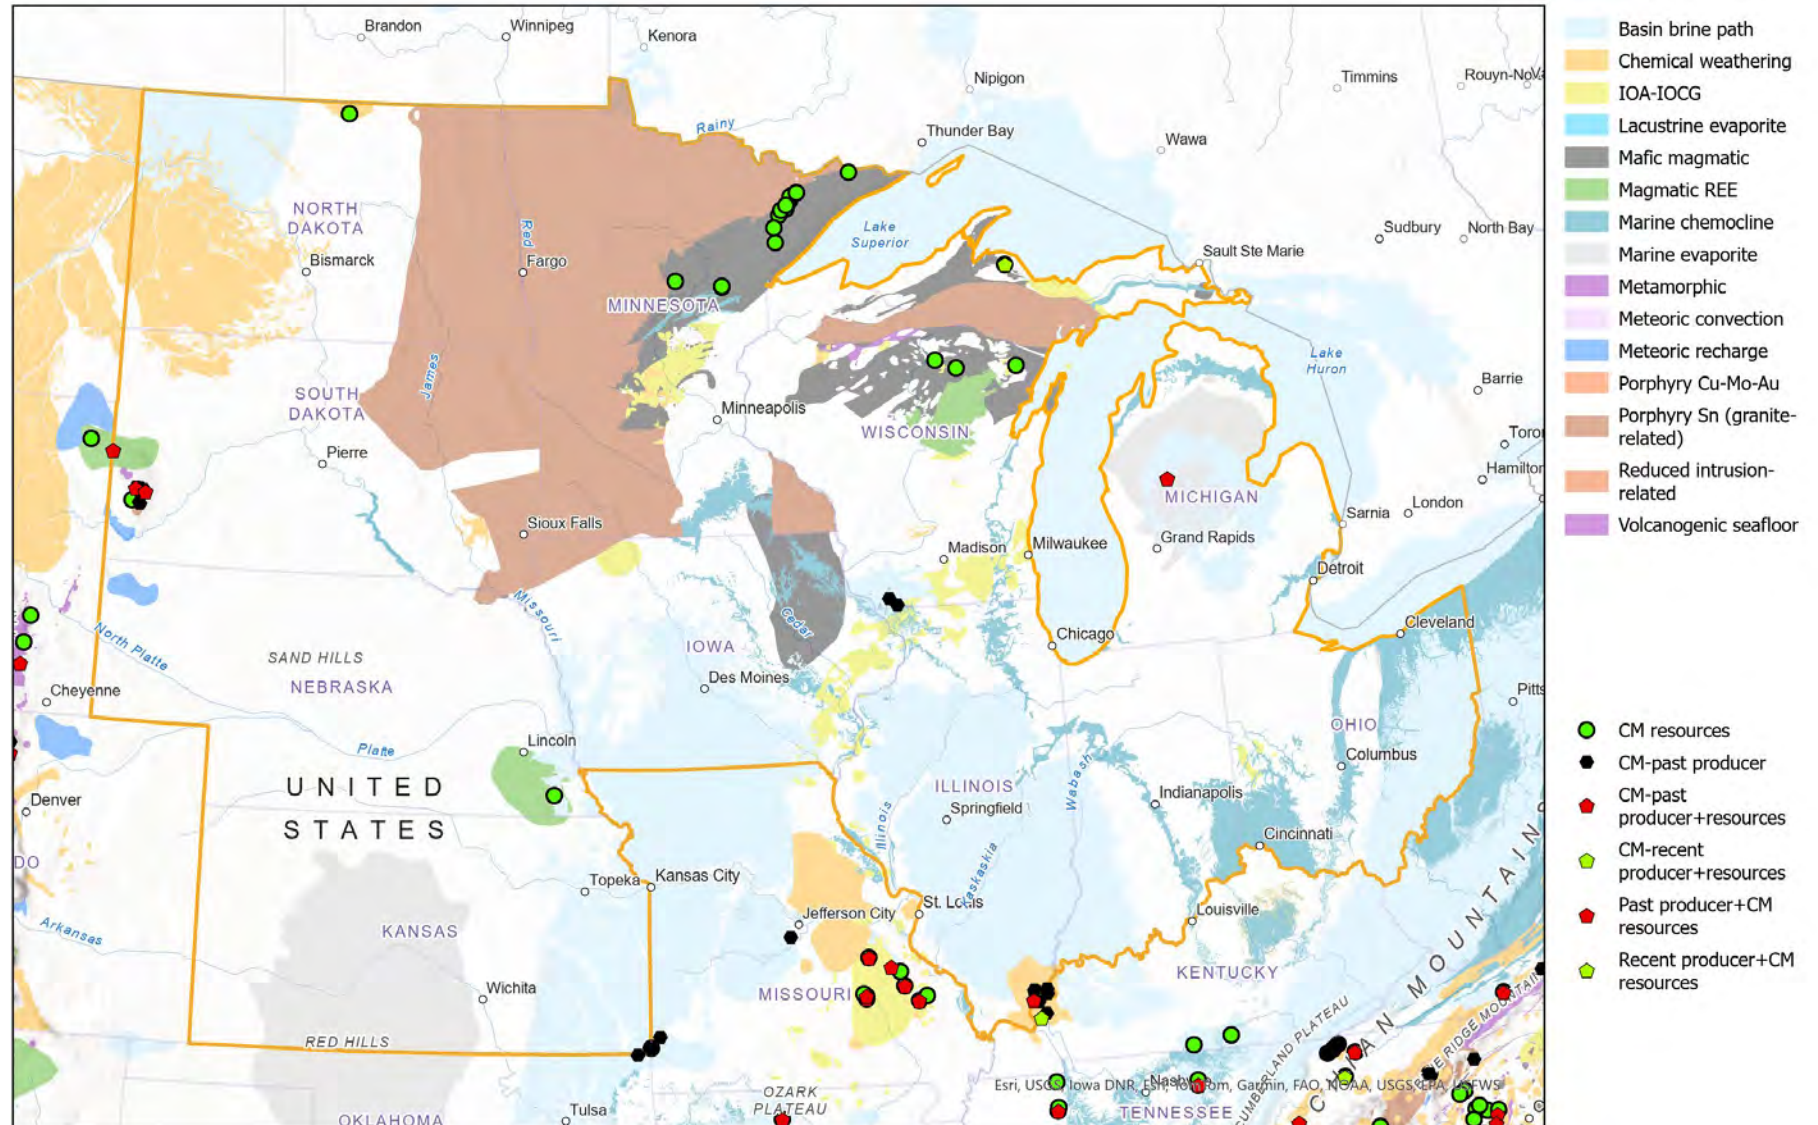 Brandon
Winnipeg
Kenora
Nipigon
Timmins
Rouyn-No
Rainy
Thunder Bay
Wawa
NORTH
DAKOTA
Red
Lake
Superior
Sudbury
North Bay
Bismarck
Fargo
Sault Ste Marie
MINNESOTA
James
Lake
Huron
Barrie
SOUTH
DAKOTA
Minneapolis
WISCONSIN
Toro
Pierre
Hamilton
MICHIGAN
London
Sarnia
Sioux Falls
Madison
Milwaukee
Grand Rapids
Detroit
Missouri
Cedar
Cleveland
North Platte
SAND HILLS
IOWA
Chicago
NEBRASKA
Des Moines
Cheyenne
Pitts
Platte
Lincoln
OHIO
Columbus
UNITED
STATES
ILLINOIS
Wabash
Denver
Springfield
Indianapolis
Illinois
Cincinnati
DO
Kaskaskia
Topeka
Kansas City
St. Louis
Jefferson City
Louisville
Arkansas
KANSAS
KENTUCKY
Wichita
MISSOURI
MOUNTAIN
RED HILLS
CUMBERLAND PLATEAU
BLUE RIDGE MOUNTAIN
OZARK
PLATEAU
Nashville
Esri, USGS, Iowa DNR, Esri, TomTom, Garmin, FAO, NOAA, USGS, EPA, USFWS
OKLAHOMA
Tulsa
TENNESSEE
Basin brine path
Chemical weathering
IOA-IOCG
Lacustrine evaporite
Mafic magmatic
Magmatic REE
Marine chemocline
Marine evaporite
Metamorphic
Meteoric convection
Meteoric recharge
Porphyry Cu-Mo-Au
Porphyry Sn (granite-
related)
Reduced intrusion-
related
Volcanogenic seafloor
CM resources
CM-past producer
CM-past
producer+resources
CM-recent
producer+resources
Past producer+CM
resources
Recent producer+CM
resources